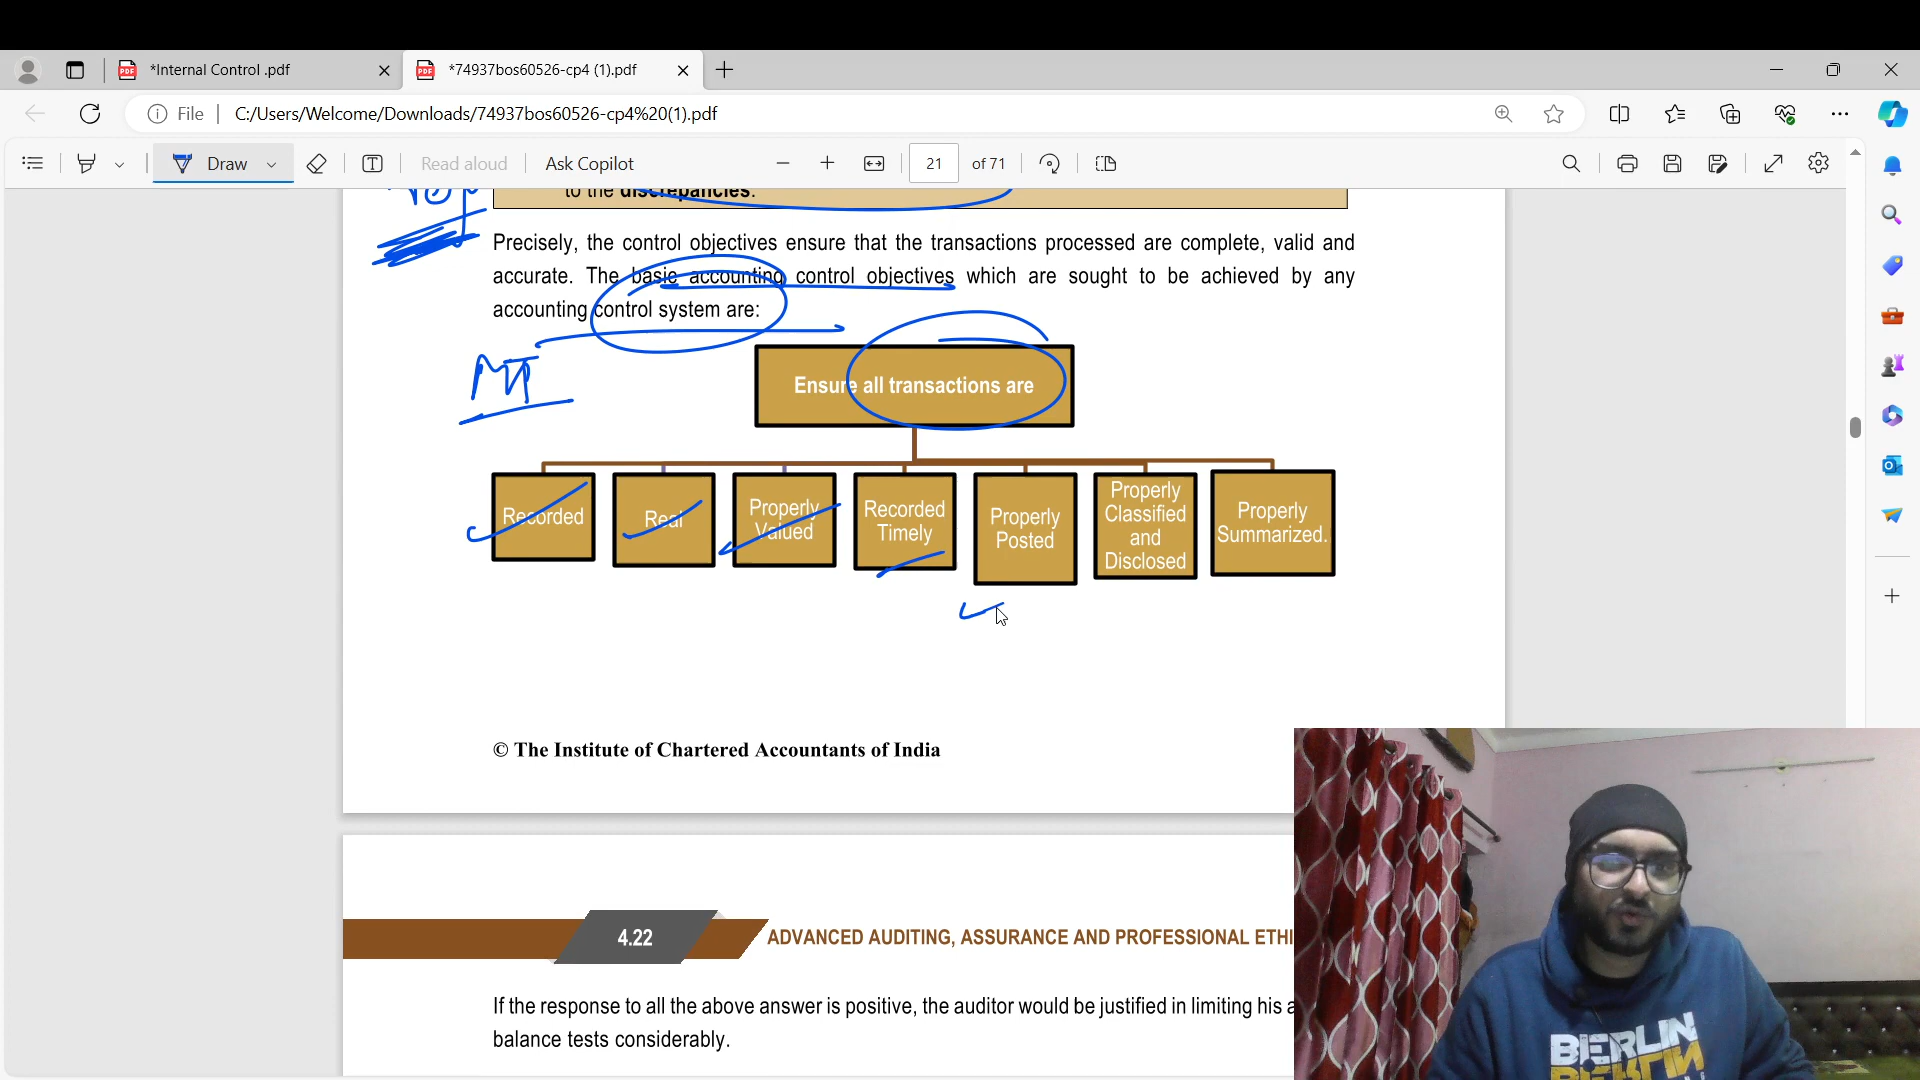 *Internal Control .pdf
*74937bos60526-cp4 (1).pdf
File
C:/Users/Welcome/Downloads/74937bos60526-cp4%20(1).pdf
Draw
Read aloud
Ask Copilot
21
of 71
to the discrepancies.
Precisely, the control objectives ensure that the transactions processed are complete, valid and
accurate. The basic accounting control objectives which are sought to be achieved by any
accounting control system are:
Ensure all transactions are
Recorded
Real
Properly
Valued
Recorded
Timely
Properly
Posted
Properly
Classified
and
Disclosed
Properly
Summarized.
© The Institute of Chartered Accountants of India
4.22
ADVANCED AUDITING, ASSURANCE AND PROFESSIONAL ETHI
If the response to all the above answer is positive, the auditor would be justified in limiting his a
balance tests considerably.
BERLIN
BERLIN